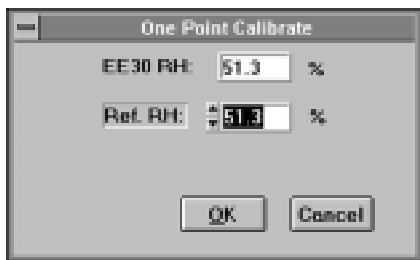 One Point Calibrate
EE30 RH: 51.3 %
Ref. RH: 51.3 %
OK Cancel